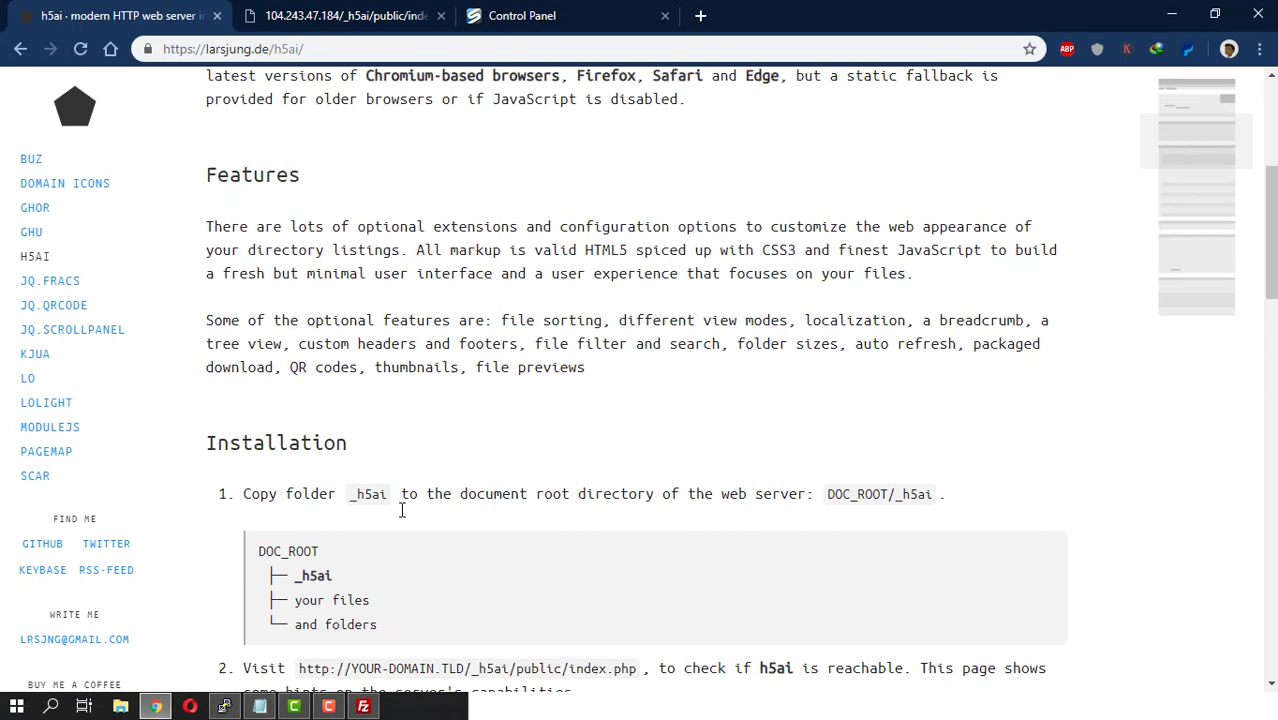 h5ai - modern HTTP web server in
104.243.47.184/_h5ai/public/inde
Control Panel
https://larsjung.de/h5ai/
ABP
BUZ
DOMAIN ICONS
GHOR
GHU
H5AI
JQ.FRACS
JQ.QRCODE
JQ.SCROLLPANEL
KJUA
LO
LOLIGHT
MODULEJS
PAGEMAP
SCAR
FIND ME
GITHUB TWITTER
KEYBASE RSS-FEED
WRITE ME
LRSJNG@GMAIL.COM
BUY ME A COFFEE
latest versions of Chromium-based browsers, Firefox, Safari and Edge, but a static fallback is
provided for older browsers or if JavaScript is disabled.
Features
There are lots of optional extensions and configuration options to customize the web appearance of
your directory listings. All markup is valid HTML5 spiced up with CSS3 and finest JavaScript to build
a fresh but minimal user interface and a user experience that focuses on your files.
Some of the optional features are: file sorting, different view modes, localization, a breadcrumb, a
tree view, custom headers and footers, file filter and search, folder sizes, auto refresh, packaged
download, QR codes, thumbnails, file previews
Installation
1. Copy folder _h5ai to the document root directory of the web server: DOC_ROOT/_h5ai.
DOC_ROOT
├─ _h5ai
├─ your files
└─ and folders
2. Visit http://YOUR-DOMAIN.TLD/_h5ai/public/index.php, to check if h5ai is reachable. This page shows
some hints on the server's capabilities.